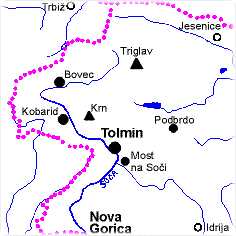 Trbiž
Jesenice
Triglav
Bovec
Kobarid
Krn
Podbrdo
Tolmin
Most
na Soči
Soča
Nova
Gorica
Idrija